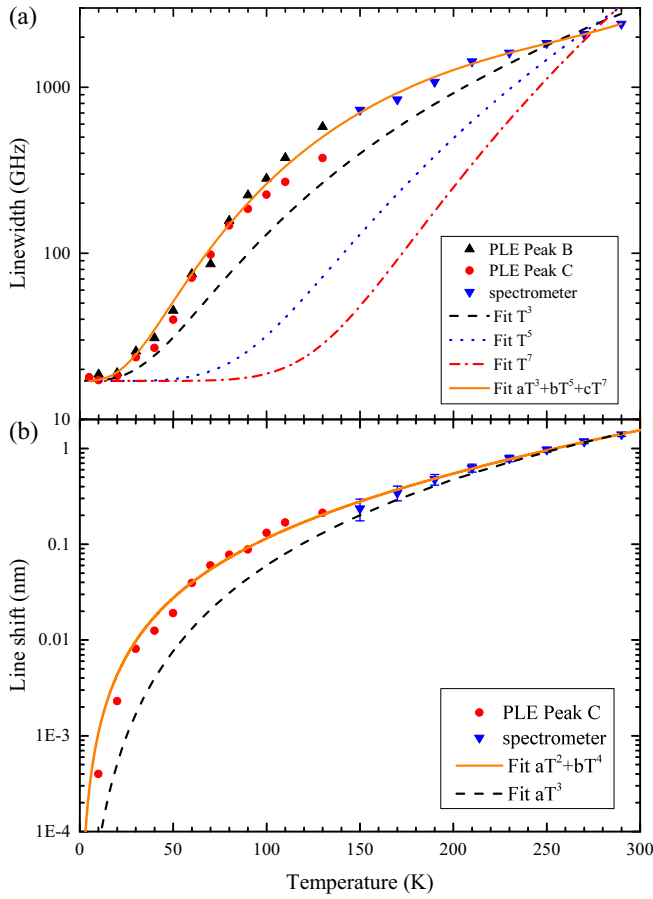 (a)
1000
100
10
Linewidth (GHz)
PLE Peak B
PLE Peak C
spectrometer
Fit T³
Fit T⁵
Fit T⁷
Fit aT³+bT⁵+cT⁷
(b)
1
0.1
0.01
1E-3
1E-4
Line shift (nm)
PLE Peak C
spectrometer
Fit aT²+bT⁴
Fit aT³
0 50 100 150 200 250 300
Temperature (K)